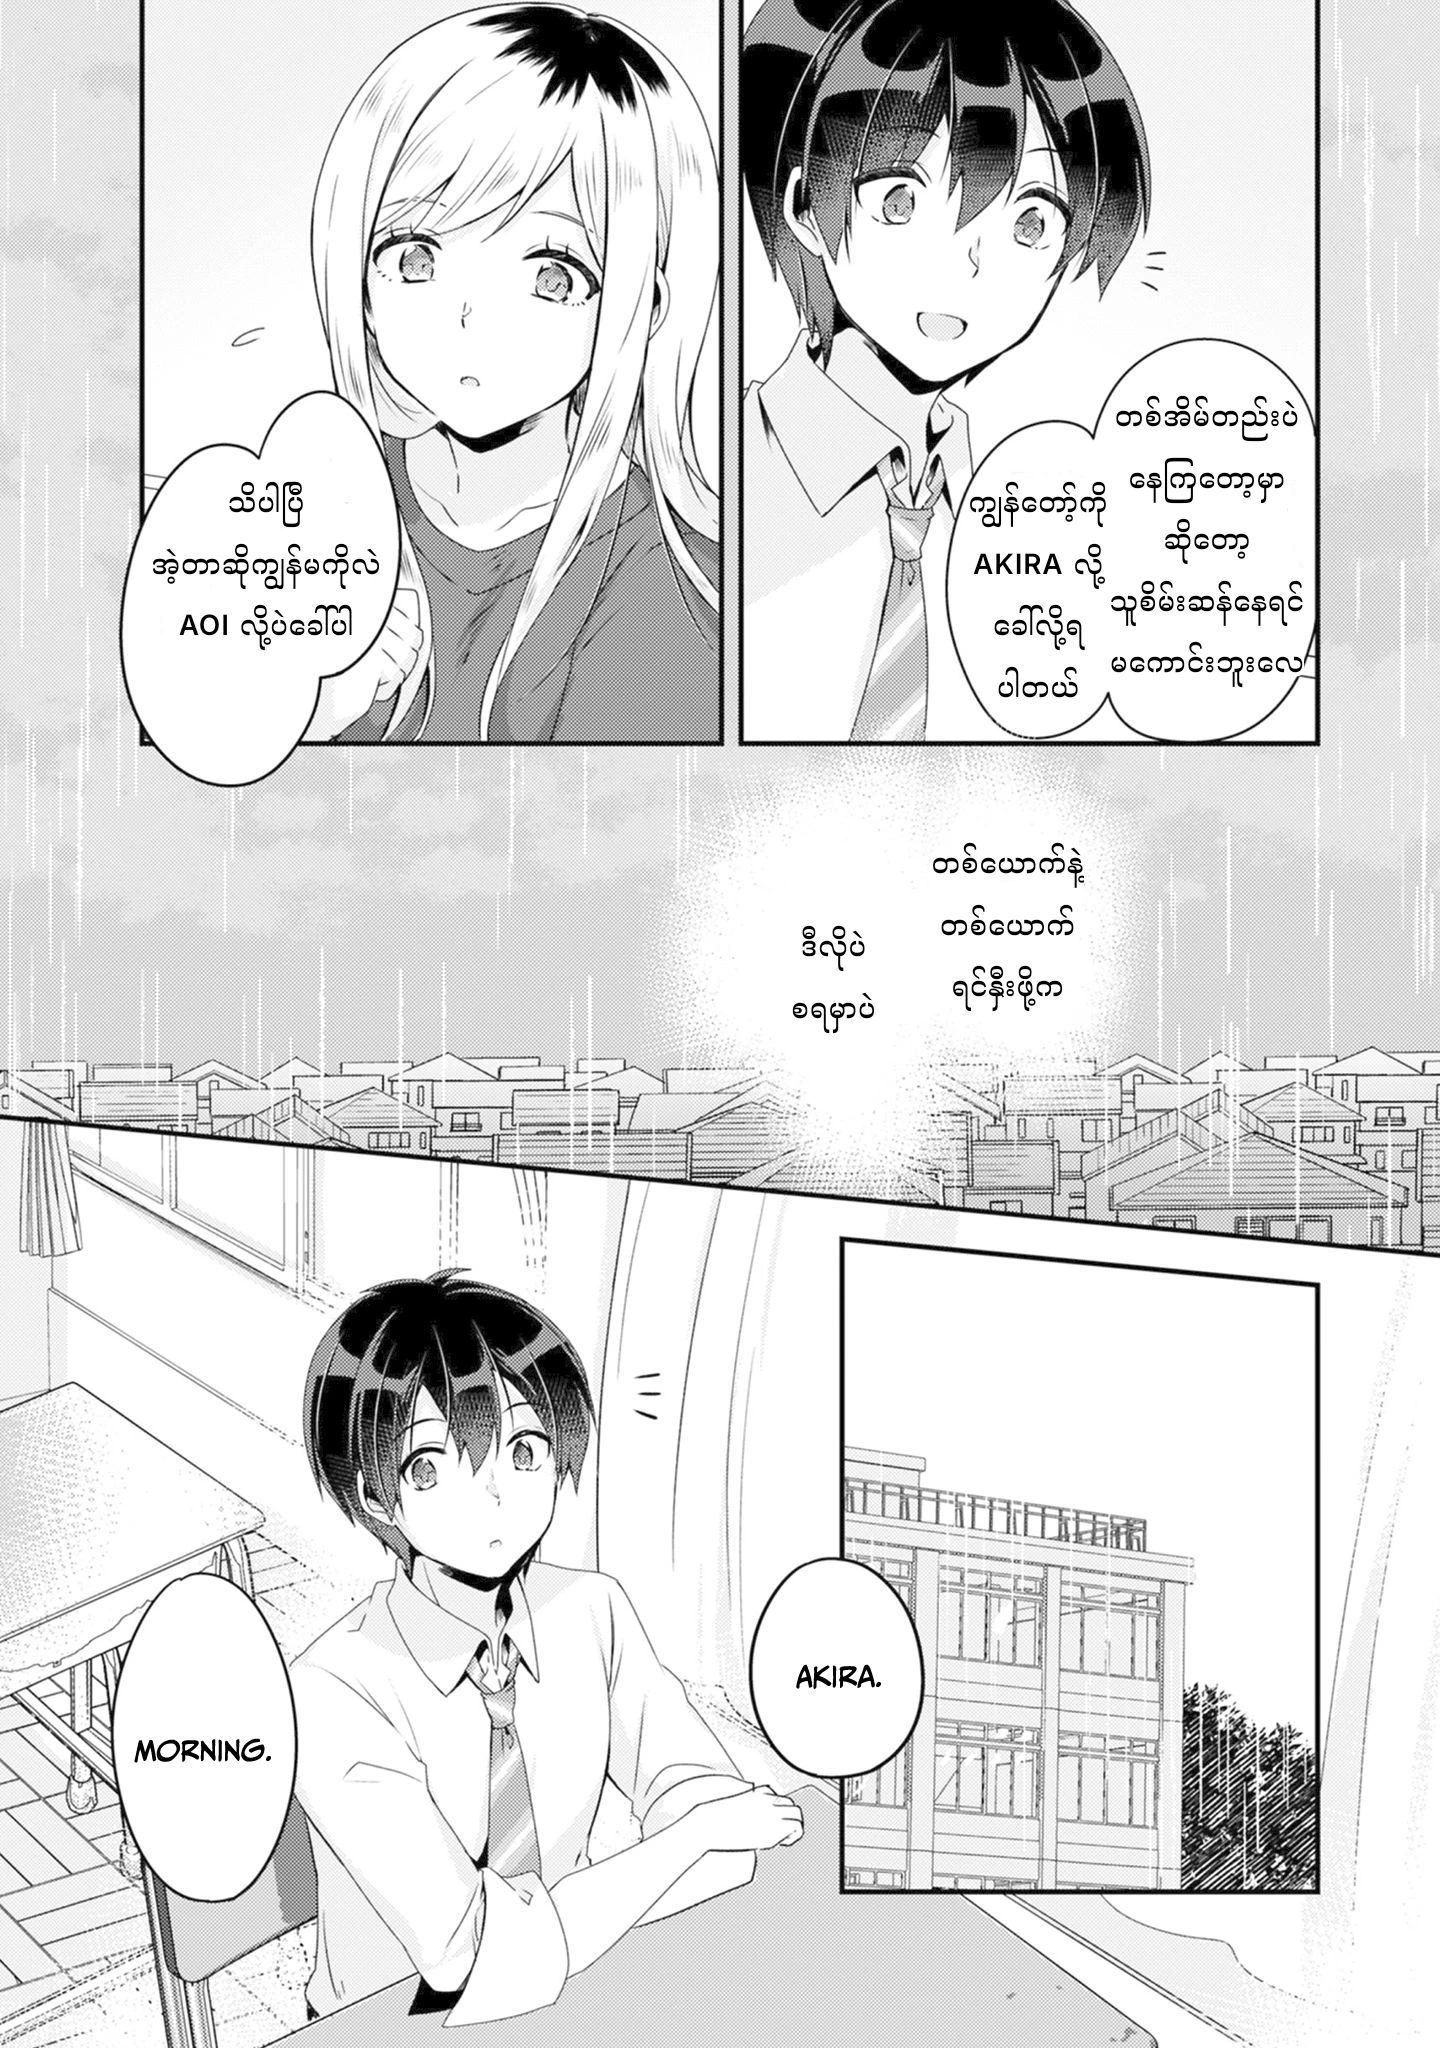 တစ်အိမ်တည်းပဲ
နေကြတော့မှာ
ဆိုတော့
သူစိမ်းဆန်နေရင်
မကောင်းဘူးလေ
ကျွန်တော့်ကို
AKIRA လို့
ခေါ်လို့ရ
ပါတယ်
သိပါပြီ
အဲ့တာဆိုကျွန်မကိုလဲ
AOI လို့ပဲခေါ်ပါ
တစ်ယောက်နဲ့
တစ်ယောက်
ရင်နှီးဖို့က
ဒီလိုပဲ
စရမှာပဲ
AKIRA.
MORNING.